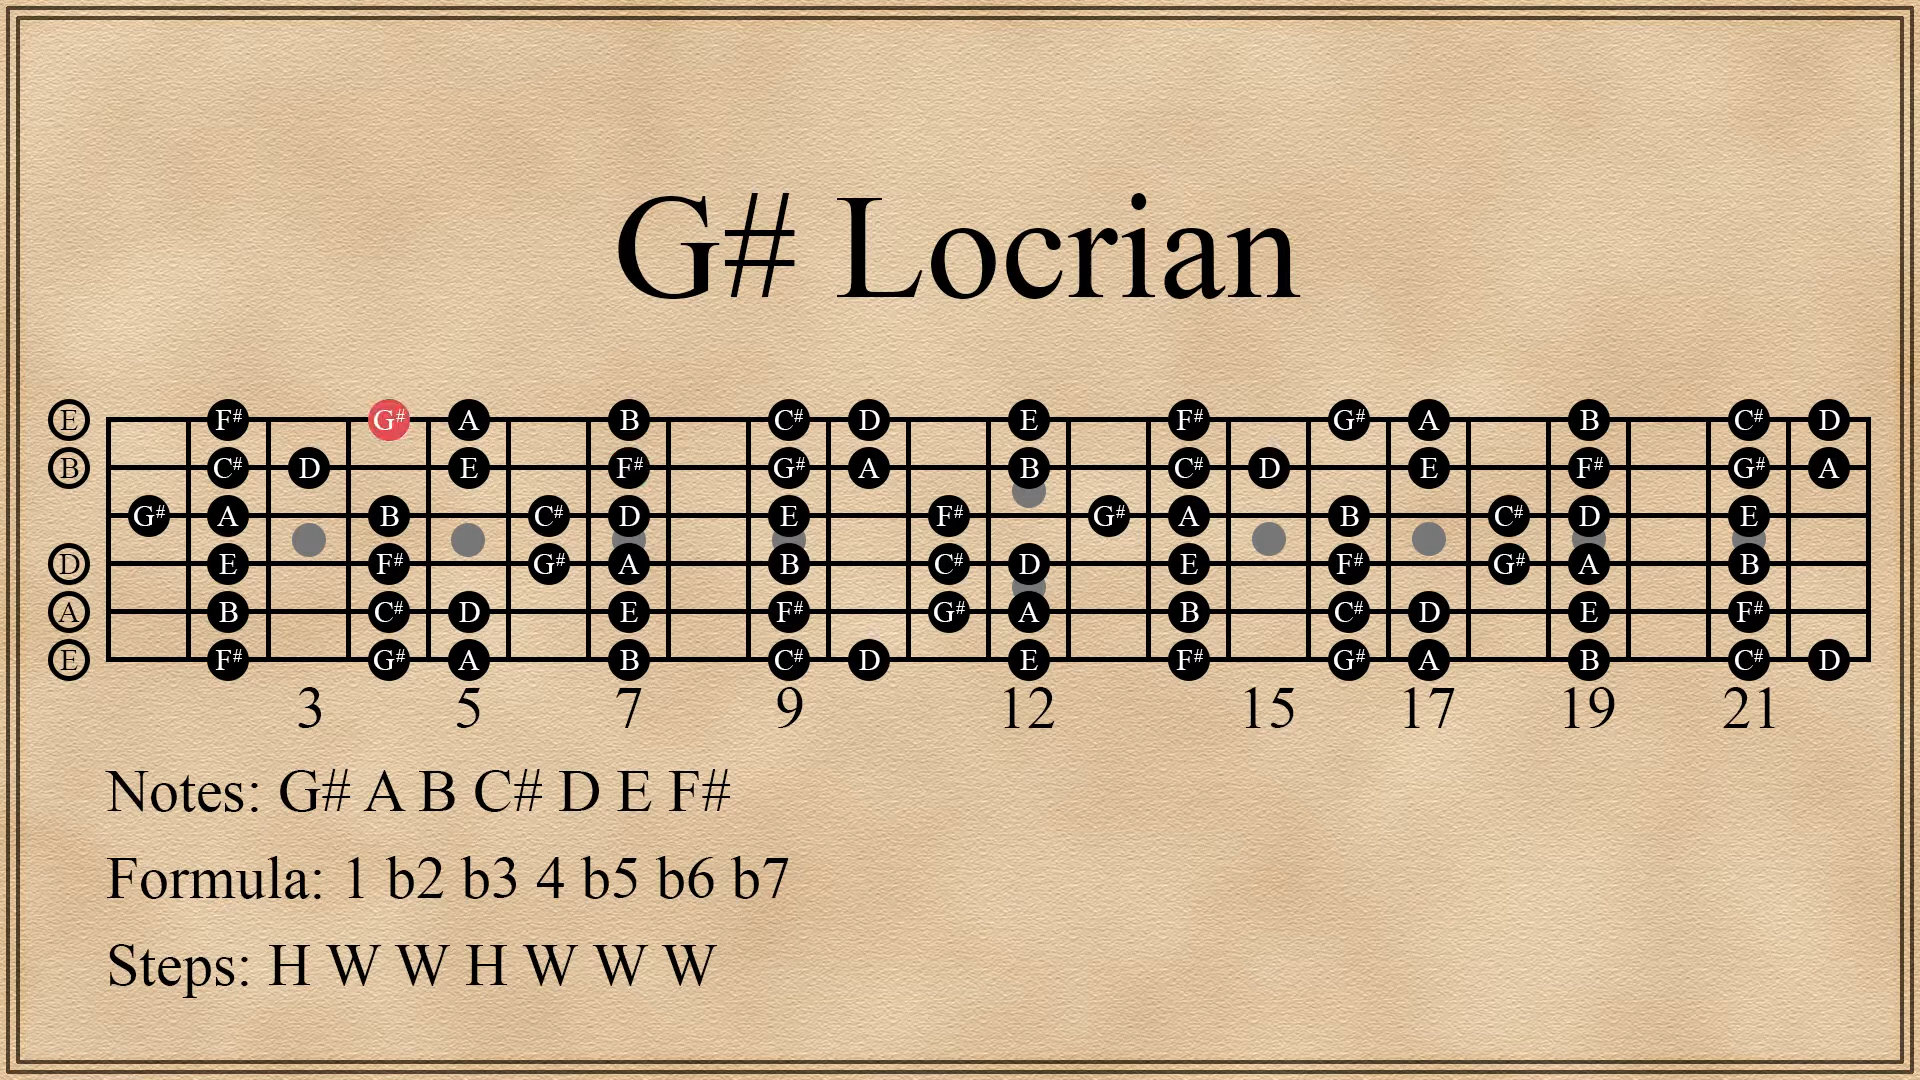 G# Locrian
E F# G# A B C# D E F# G# A B C# D
B C# D E F# G# A B C# D E F# G# A
G# A B C# D E F# G# A B C# D E
D E F# G# A B C# D E F# G# A B
A B C# D E F# G# A B C# D E F#
E F# G# A B C# D E F# G# A B C# D
3 5 7 9 12 15 17 19 21
Notes: G# A B C# D E F#
Formula: 1 b2 b3 4 b5 b6 b7
Steps: H W W H W W W